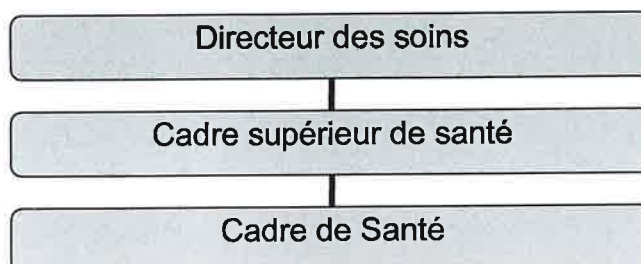 Directeur des soins
Cadre supérieur de santé
Cadre de Santé